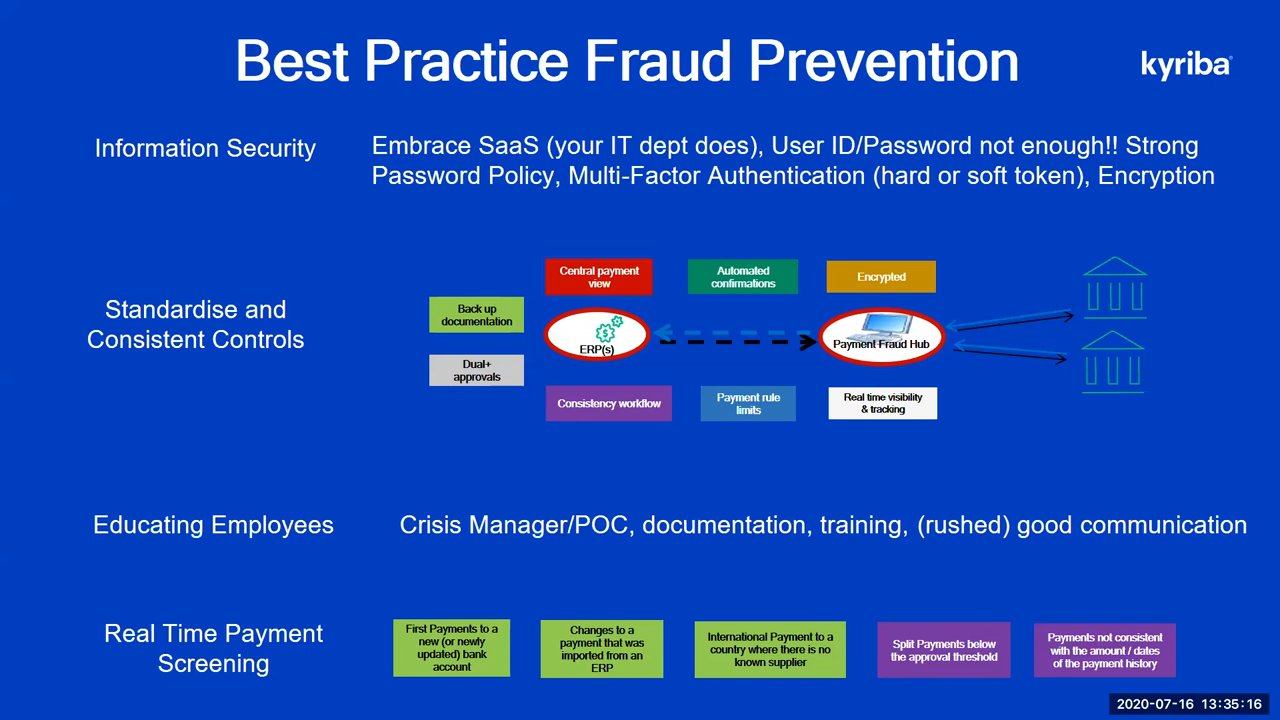 Best Practice Fraud Prevention
kyriba
Information Security
Embrace SaaS (your IT dept does), User ID/Password not enough!! Strong
Password Policy, Multi-Factor Authentication (hard or soft token), Encryption
Standardise and
Consistent Controls
Back up
documentation
Dual+
approvals
Central payment
view
Automated
confirmations
Encrypted
ERP(s)
Payment Fraud Hub
Consistency workflow
Payment rule
limits
Real time visibility
& tracking
Educating Employees
Crisis Manager/POC, documentation, training, (rushed) good communication
Real Time Payment
Screening
First Payments to a
new (or newly
updated) bank
account
Changes to a
payment that was
imported from an
ERP
International Payment to a
country where there is no
known supplier
Split Payments below
the approval threshold
Payments not consistent
with the amount / dates
of the payment history
2020-07-16 13:35:16